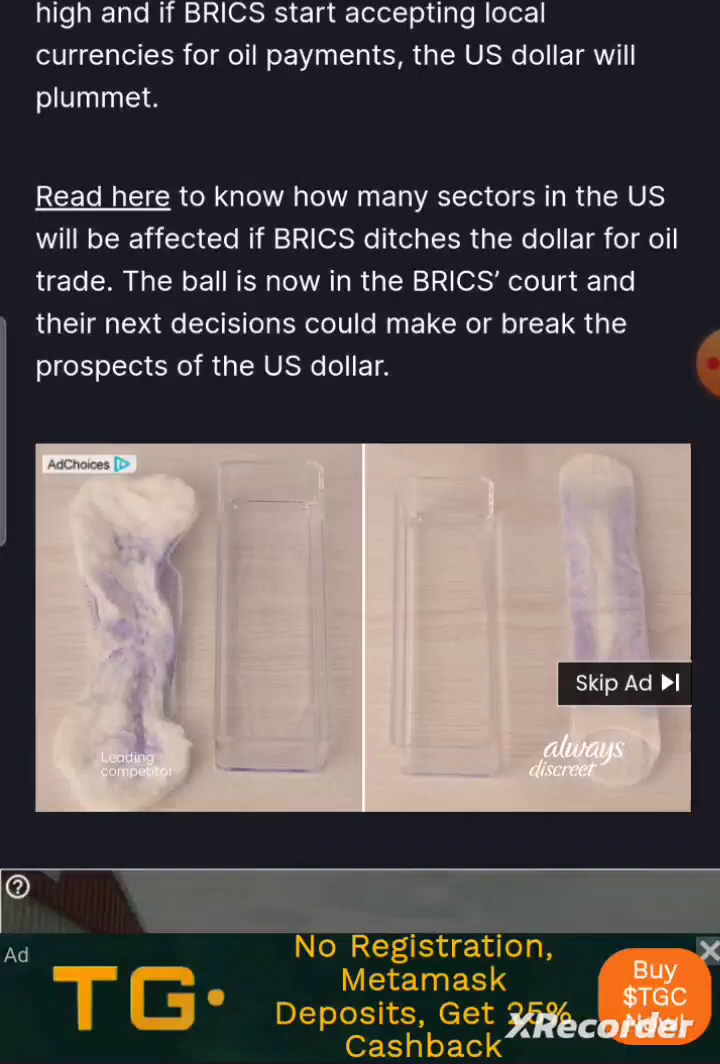 high and if BRICS start accepting local
currencies for oil payments, the US dollar will
plummet.
Read here to know how many sectors in the US
will be affected if BRICS ditches the dollar for oil
trade. The ball is now in the BRICS’ court and
their next decisions could make or break the
prospects of the US dollar.
AdChoices
Skip Ad
Leading
competitor
always
discreet
Ad
TG
No Registration,
Metamask
Deposits, Get 25%
Cashback
Buy
$TGC
Now!
XRecorder